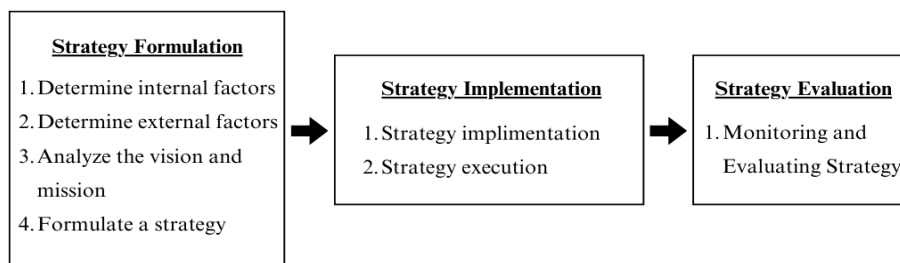 Strategy Formulation
1. Determine internal factors
2. Determine external factors
3. Analyze the vision and
mission
4. Formulate a strategy
Strategy Implementation
1. Strategy implimentation
2. Strategy execution
Strategy Evaluation
1. Monitoring and
Evaluating Strategy